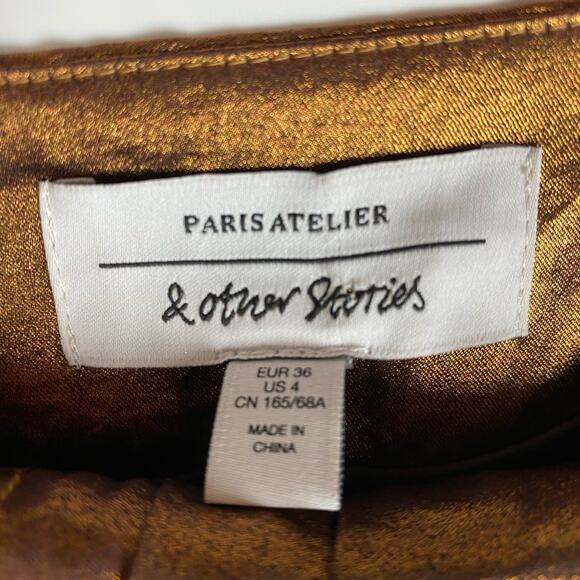 PARIS ATELIER
& other Stories
EUR 36
US 4
CN 165/68A
MADE IN
CHINA